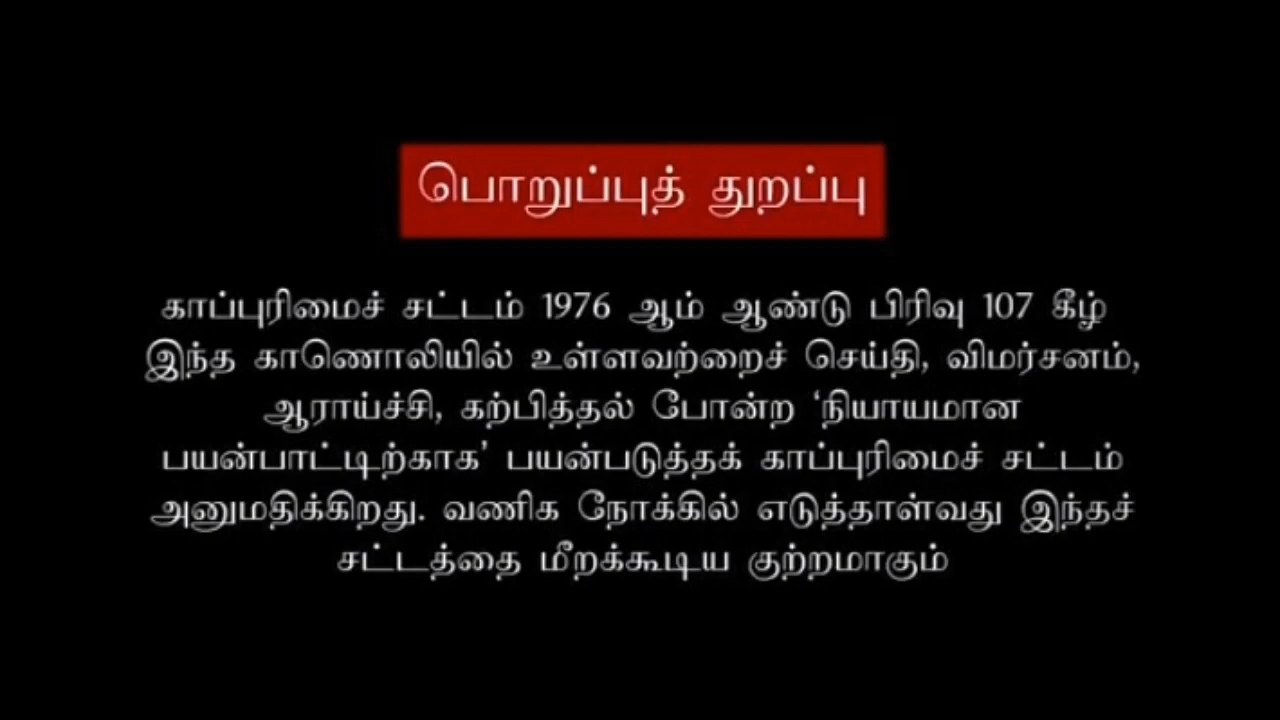 பொறுப்புத் துறப்பு
காப்புரிமைச் சட்டம் 1976 ஆம் ஆண்டு பிரிவு 107 கீழ்
இந்த காணொலியில் உள்ளவற்றைச் செய்தி, விமர்சனம்,
ஆராய்ச்சி, கற்பித்தல் போன்ற ‘நியாயமான
பயன்பாட்டிற்காக’ பயன்படுத்தக் காப்புரிமைச் சட்டம்
அனுமதிக்கிறது. வணிக நோக்கில் எடுத்தாள்வது இந்தச்
சட்டத்தை மீறக்கூடிய குற்றமாகும்